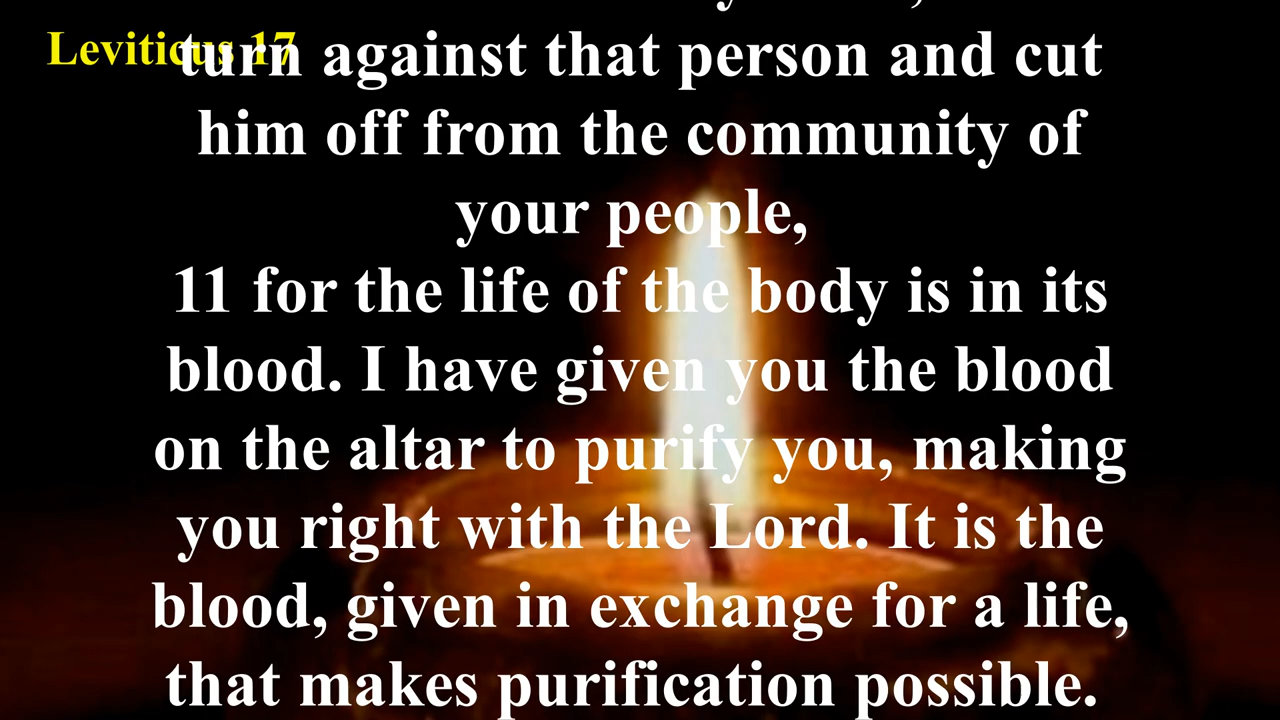 Leviticus 17
turn against that person and cut
him off from the community of
your people,
11 for the life of the body is in its
blood. I have given you the blood
on the altar to purify you, making
you right with the Lord. It is the
blood, given in exchange for a life,
that makes purification possible.